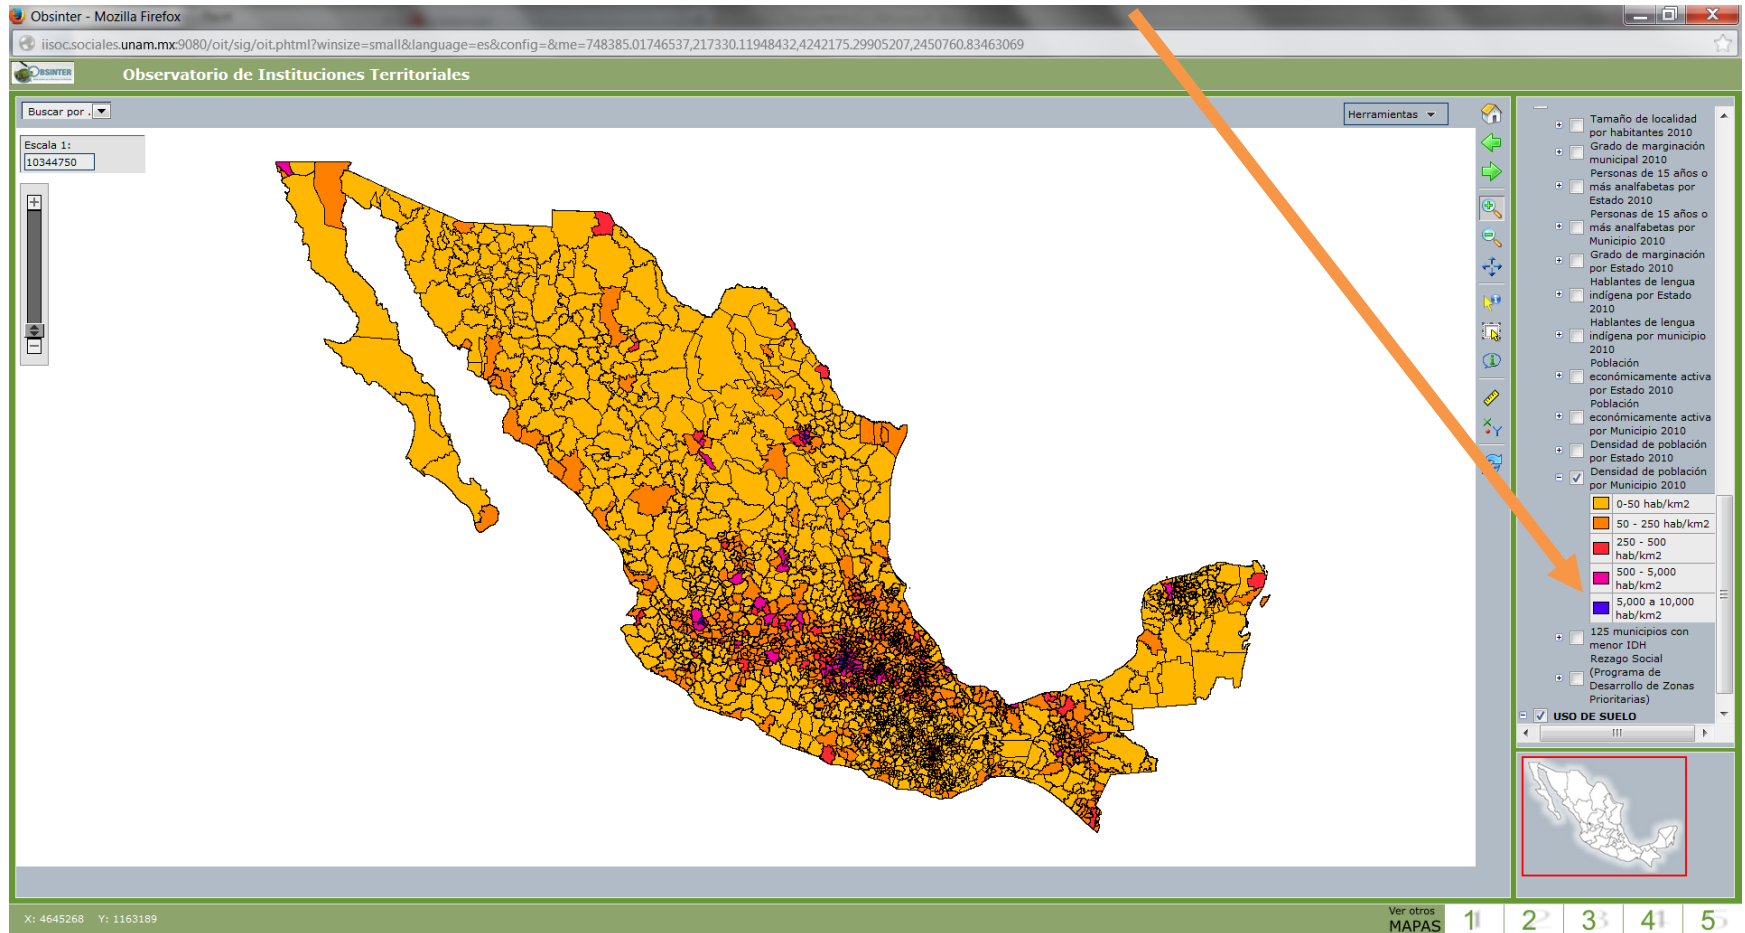 Obsinter - Mozilla Firefox
iisoc.sociales.unam.mx:9080/oit/sig/oit.phtml?winsize=small&language=es&config=&me=748385.01746537,217330.11948432,4242175.29905207,2450760.83463069
OBSINTER
Observatorio de Instituciones Territoriales
Buscar por .
Herramientas
Escala 1:
10344750
Tamaño de localidad
por habitantes 2010
Grado de marginación
municipal 2010
Personas de 15 años o
más analfabetas por
Estado 2010
Personas de 15 años o
más analfabetas por
Municipio 2010
Grado de marginación
por Estado 2010
Hablantes de lengua
indígena por Estado
2010
Hablantes de lengua
indígena por municipio
2010
Población
económicamente activa
por Estado 2010
Población
económicamente activa
por Municipio 2010
Densidad de población
por Estado 2010
Densidad de población
por Municipio 2010
0-50 hab/km2
50 - 250 hab/km2
250 - 500
hab/km2
500 - 5,000
hab/km2
5,000 a 10,000
hab/km2
125 municipios con
menor IDH
Rezago Social
(Programa de
Desarrollo de Zonas
Prioritarias)
USO DE SUELO
X: 4645268 Y: 1163189
Ver otros
MAPAS
1 2 3 4 5